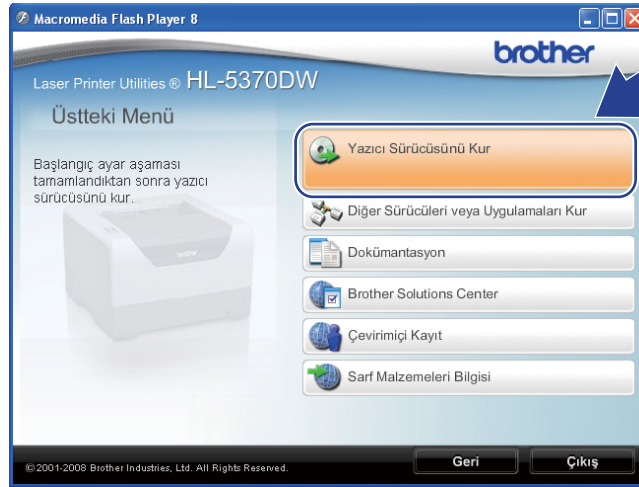 Macromedia Flash Player 8
brother
Laser Printer Utilities ® HL-5370DW
Üstteki Menü
Başlangıç ayar aşaması
tamamlandıktan sonra yazıcı
sürücüsünü kur.
Yazıcı Sürücüsünü Kur
Diğer Sürücüleri veya Uygulamaları Kur
Dokümantasyon
Brother Solutions Center
Çevirimiçi Kayıt
Sarf Malzemeleri Bilgisi
brother
©2001-2008 Brother Industries, Ltd. All Rights Reserved.
Geri
Çıkış